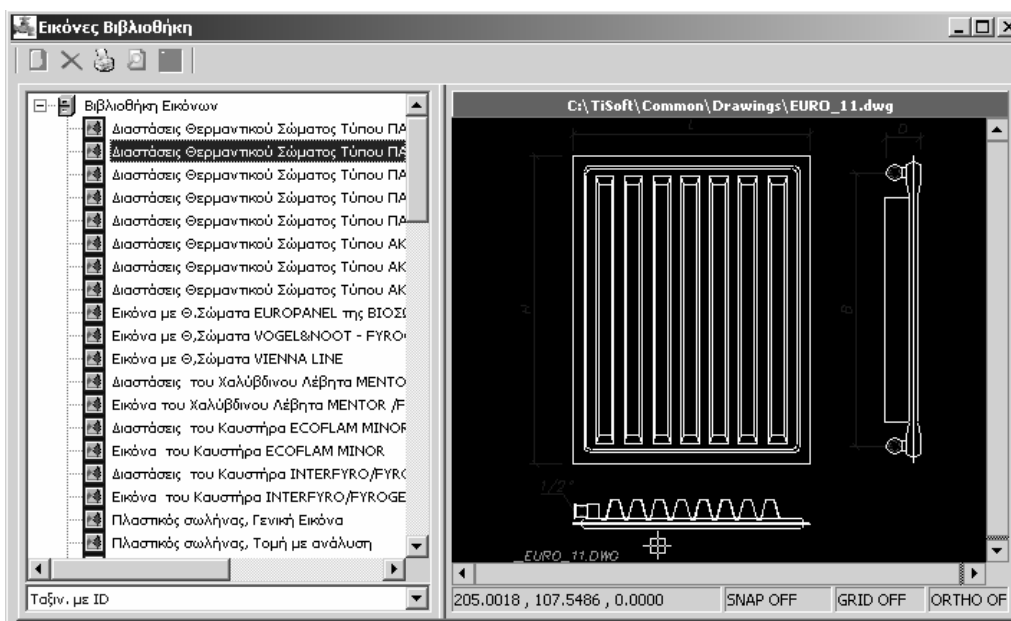 Εικόνες Βιβλιοθήκη
Βιβλιοθήκη Εικόνων
Διαστάσεις Θερμαντικού Σώματος Τύπου ΠΑ
Διαστάσεις Θερμαντικού Σώματος Τύπου ΠΑ
Διαστάσεις Θερμαντικού Σώματος Τύπου ΠΑ
Διαστάσεις Θερμαντικού Σώματος Τύπου ΠΑ
Διαστάσεις Θερμαντικού Σώματος Τύπου ΠΑ
Διαστάσεις Θερμαντικού Σώματος Τύπου ΑΚ
Διαστάσεις Θερμαντικού Σώματος Τύπου ΑΚ
Διαστάσεις Θερμαντικού Σώματος Τύπου ΑΚ
Εικόνα με Θ.Σώματα EUROPANEL της ΒΙΟΣΩ
Εικόνα με Θ,Σώματα VOGEL&NOOT - FYRO
Εικόνα με Θ,Σώματα VIENNA LINE
Διαστάσεις του Χαλύβδινου Λέβητα MENTO
Εικόνα του Χαλύβδινου Λέβητα MENTOR /F
Διαστάσεις του Καυστήρα ECOFLAM MINOR
Εικόνα του Καυστήρα ECOFLAM MINOR
Διαστάσεις του Καυστήρα INTERFYRO/FYRO
Εικόνα του Καυστήρα INTERFYRO/FYROGE
Πλαστικός σωλήνας, Γενική Εικόνα
Πλαστικός σωλήνας, Τομή με ανάλυση
Ταξιν. με ID
C:\TiSoft\Common\Drawings\EURO_11.dwg
L
D
H
B
1/2"
_EURO_11.DWG
205.0018 , 107.5486 , 0.0000
SNAP OFF
GRID OFF
ORTHO OF